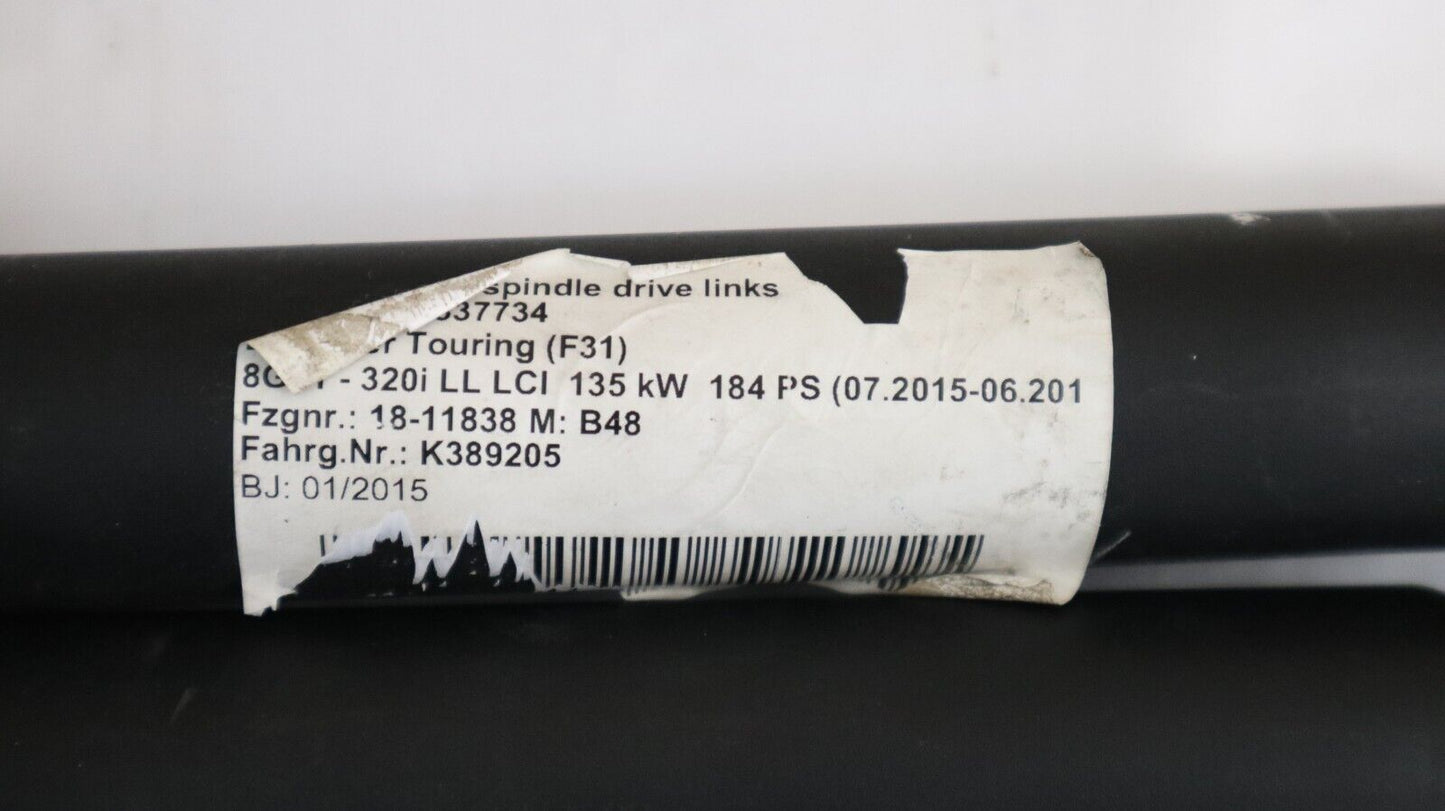 spindle drive links
37734
Touring (F31)
- 320i LL LCI 135 kW 184 PS (07.2015-06.201
Fzgnr.: 18-11838 M: B48
Fahrg.Nr.: K389205
BJ: 01/2015